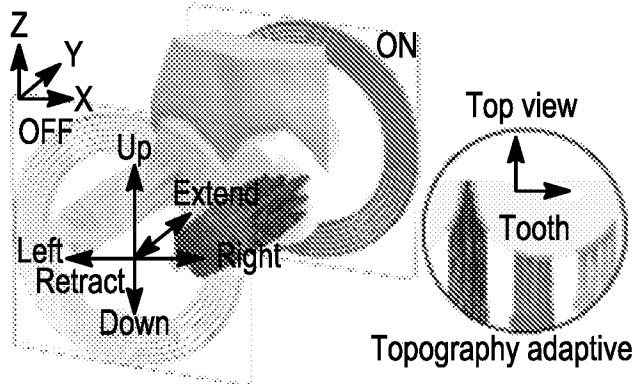 Z
Y
X
ON
OFF
Up
Extend
Left
Right
Retract
Down
Top view
Tooth
Topography adaptive